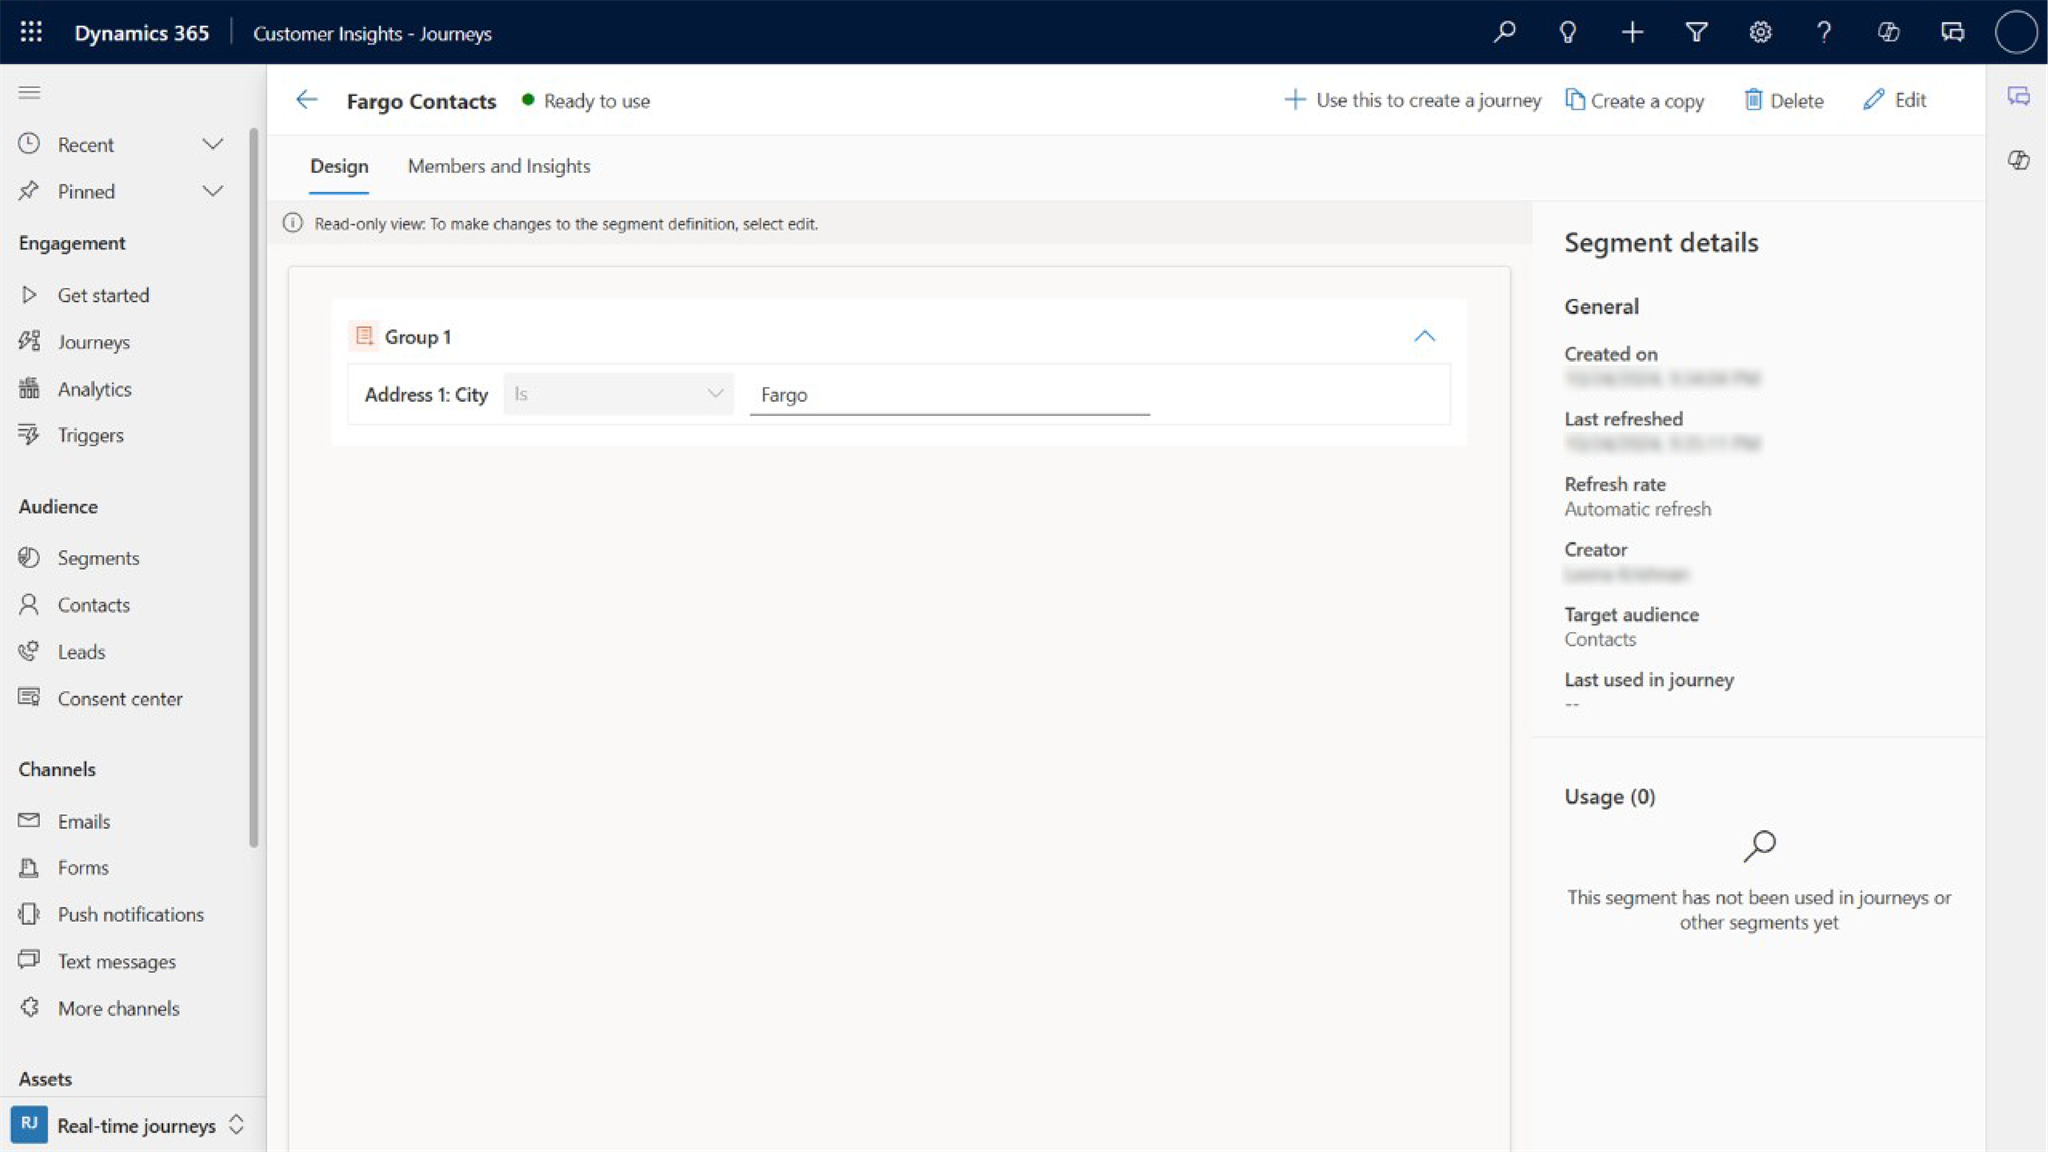 Dynamics 365
Customer Insights - Journeys
Recent
Pinned
Engagement
Get started
Journeys
Analytics
Triggers
Audience
Segments
Contacts
Leads
Consent center
Channels
Emails
Forms
Push notifications
Text messages
More channels
Assets
RJ
Real-time journeys
Fargo Contacts
Ready to use
Use this to create a journey
Create a copy
Delete
Edit
Design
Members and Insights
Read-only view: To make changes to the segment definition, select edit.
Group 1
Address 1: City
Is
Fargo
Segment details
General
Created on
Last refreshed
Refresh rate
Automatic refresh
Creator
Target audience
Contacts
Last used in journey
--
Usage (0)
This segment has not been used in journeys or
other segments yet